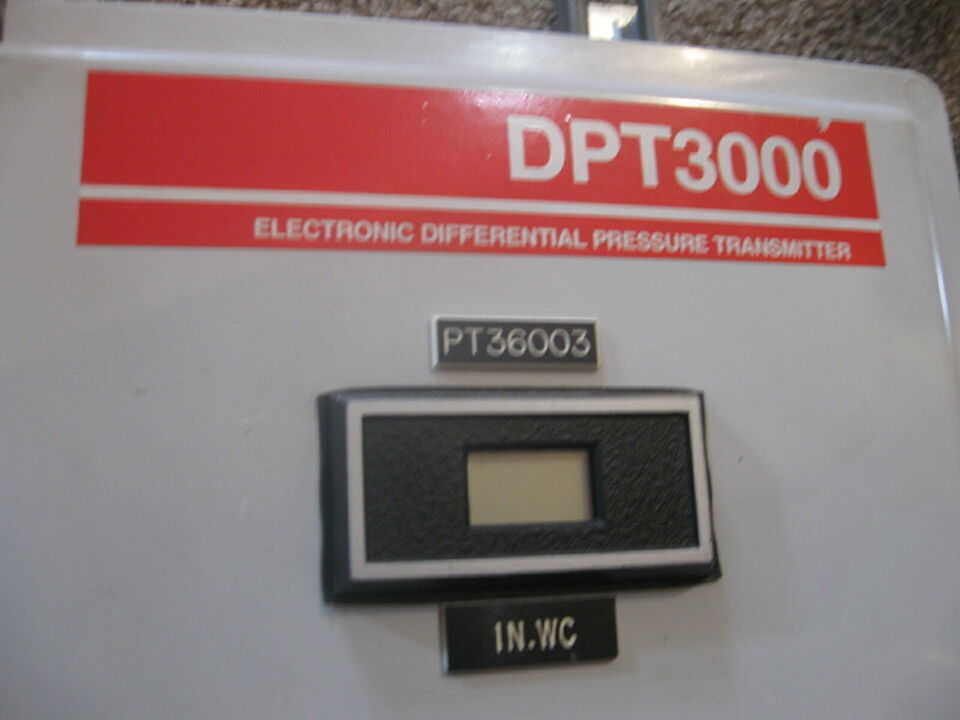 DPT3000
ELECTRONIC DIFFERENTIAL PRESSURE TRANSMITTER
PT36003
IN.WC